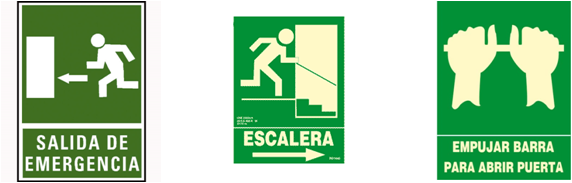 SALIDA DE
EMERGENCIA
ESCALERA
EMPUJAR BARRA
PARA ABRIR PUERTA